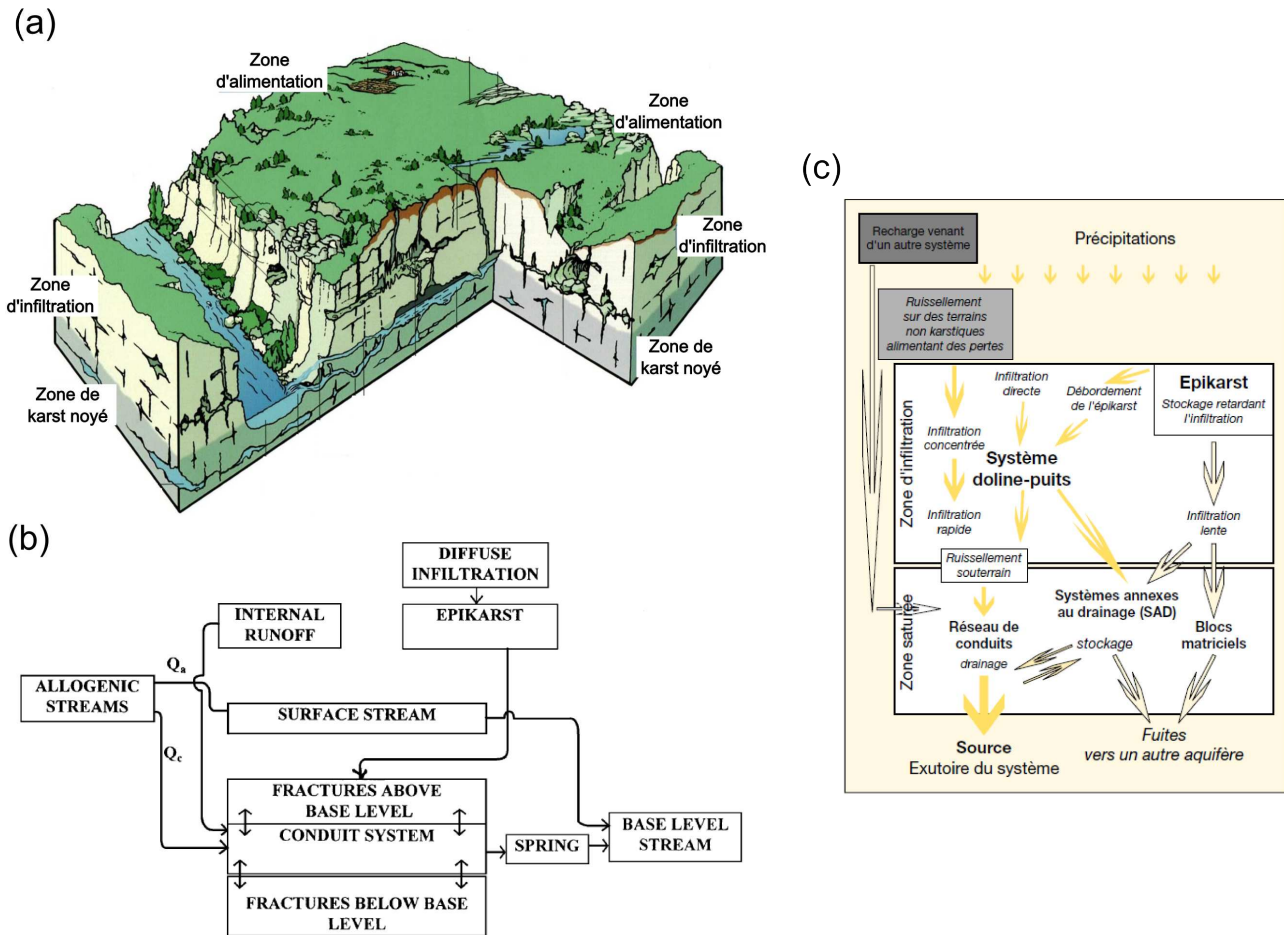 (a)
Zone
d'alimentation
Zone
d'alimentation
Zone
d'infiltration
Zone
d'infiltration
Zone de
karst noyé
Zone de
karst noyé
(b)
DIFFUSE
INFILTRATION
INTERNAL
RUNOFF
EPIKARST
Qa
ALLOGENIC
STREAMS
SURFACE STREAM
Qc
FRACTURES ABOVE
BASE LEVEL
CONDUIT SYSTEM
SPRING
BASE LEVEL
STREAM
FRACTURES BELOW BASE
LEVEL
(c)
Recharge venant
d'un autre système
Précipitations
Ruissellement
sur des terrains
non karstiques
alimentant des pertes
Zone d'infiltration
Infiltration
directe
Débordement
de l'épikarst
Epikarst
Stockage retardant
l'infiltration
Infiltration
concentrée
Système
doline-puits
Infiltration
rapide
Infiltration
lente
Ruissellement
souterrain
Zone saturée
Systèmes annexes
au drainage (SAD)
Réseau de
conduits
drainage
stockage
Blocs
matriciels
Source
Exutoire du système
Fuites
vers un autre aquifère